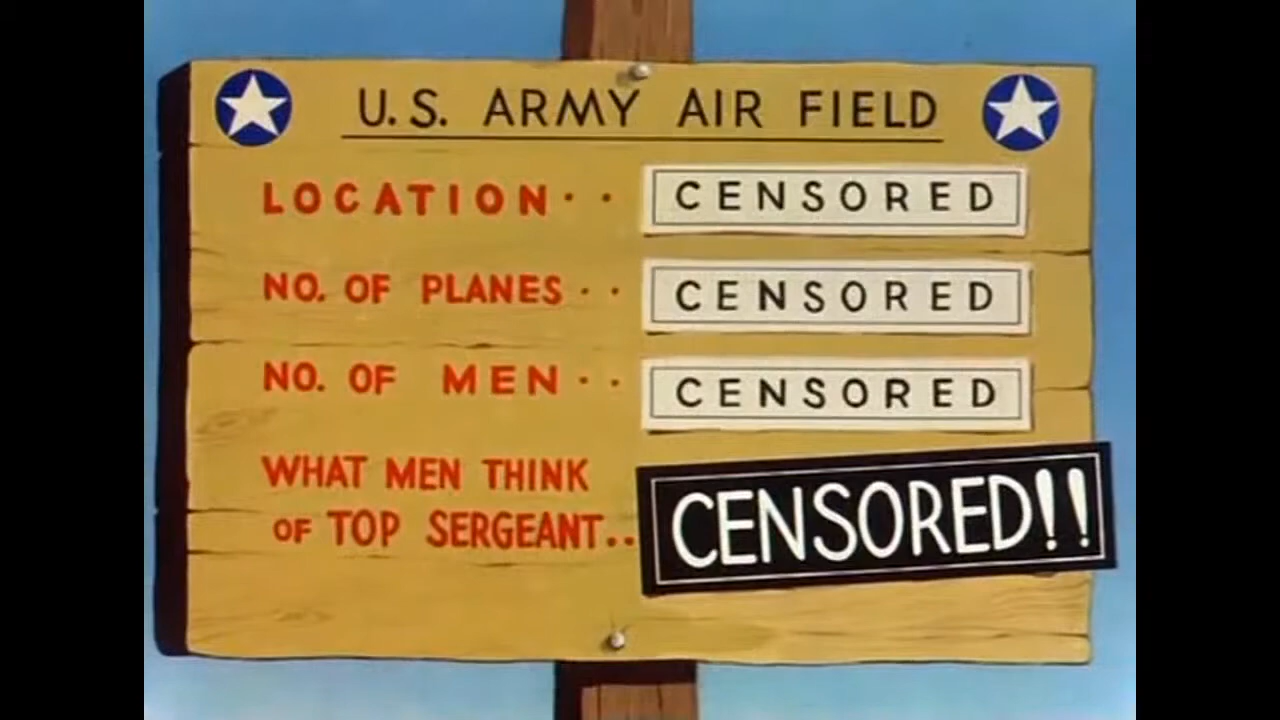 U.S. ARMY AIR FIELD
LOCATION·· CENSORED
NO. OF PLANES·· CENSORED
NO. OF MEN·· CENSORED
WHAT MEN THINK
OF TOP SERGEANT.. CENSORED!!